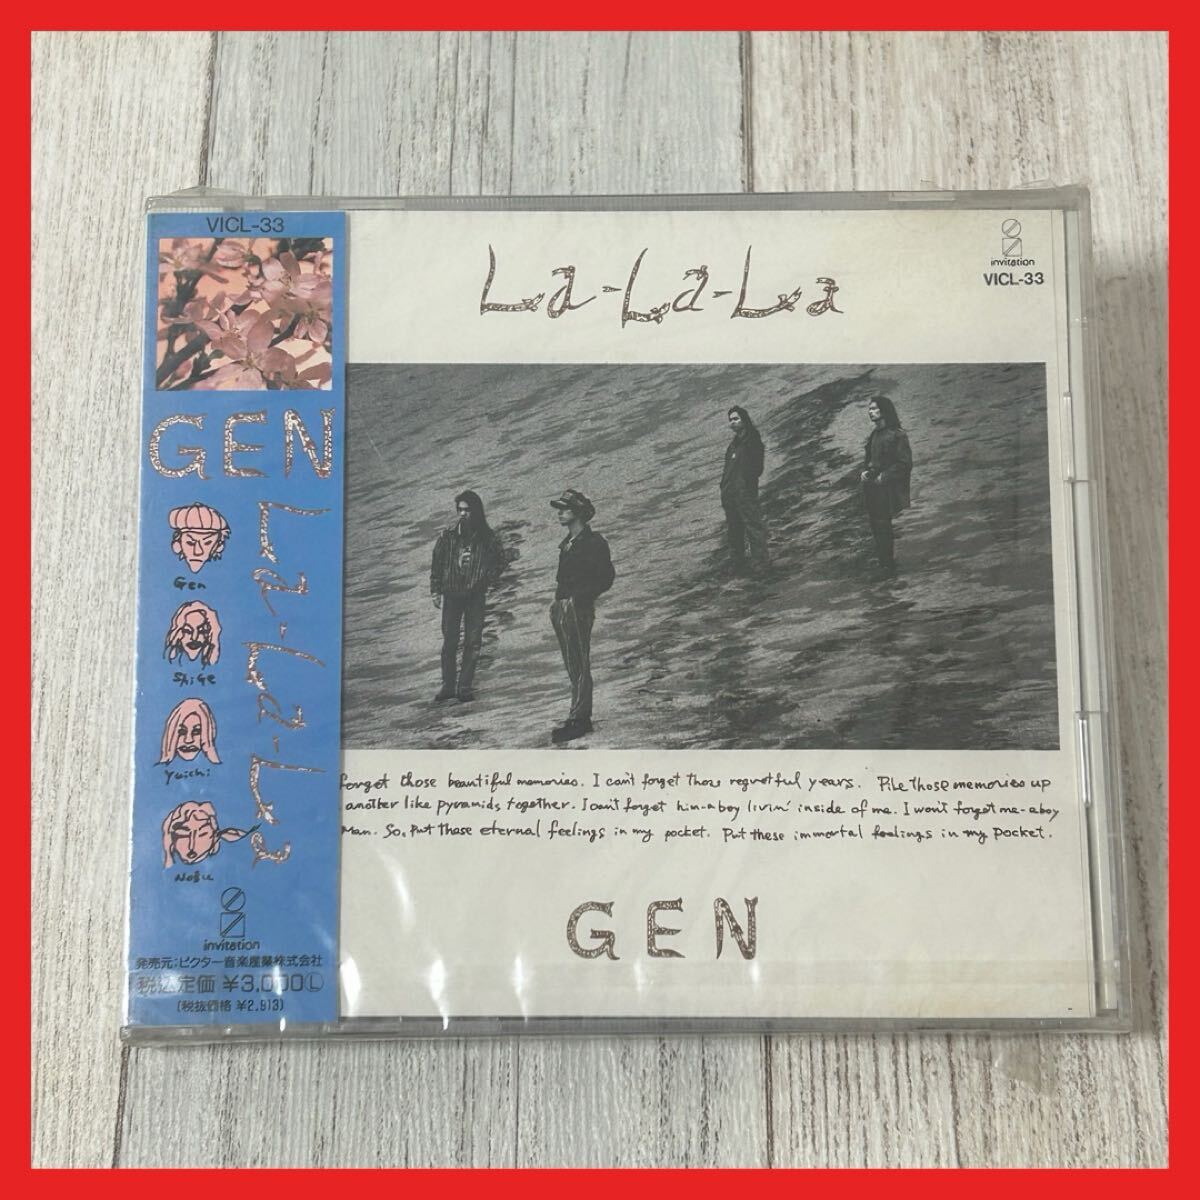 VICL-33
GEN
La-La-La
Gen
ShiGe
Yuichi
NoBu
invitation
発売元:ビクター音楽産業株式会社
税込定価 ¥3,000Ⓛ
(税抜価格 ¥2,913)
La-La-La
invitation
VICL-33
forget those beautiful memories. I can't forget those regretful years. Pile those memories up
another like pyramids together. I can't forget him-a boy livin' inside of me. I won't forget me-a boy
Man. So, Put these eternal feelings in my pocket. Put these immortal feelings in my pocket.
GEN